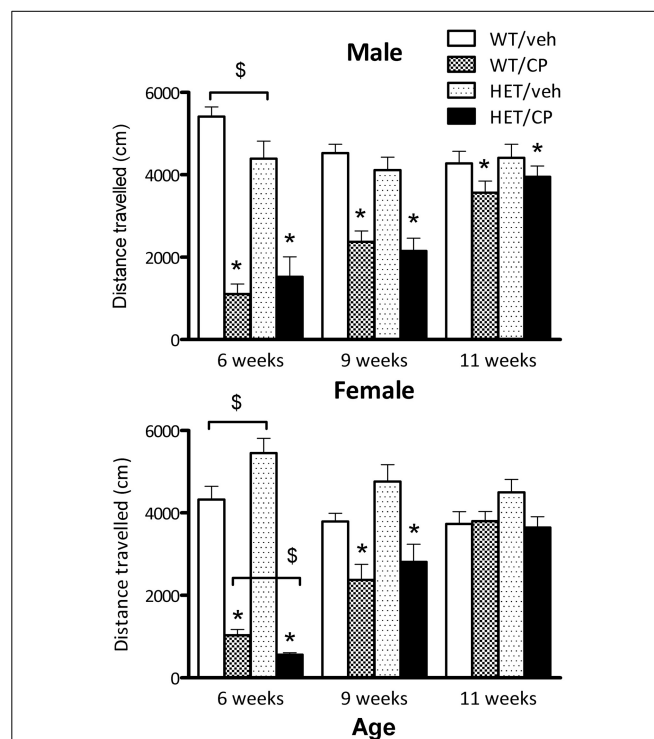 Male
WT/veh
WT/CP
HET/veh
HET/CP
$
6000
4000
2000
0
Distance travelled (cm)
*
*
*
*
*
*
6 weeks
9 weeks
11 weeks
Female
$
6000
4000
2000
0
Distance travelled (cm)
$
*
*
*
*
6 weeks
9 weeks
11 weeks
Age